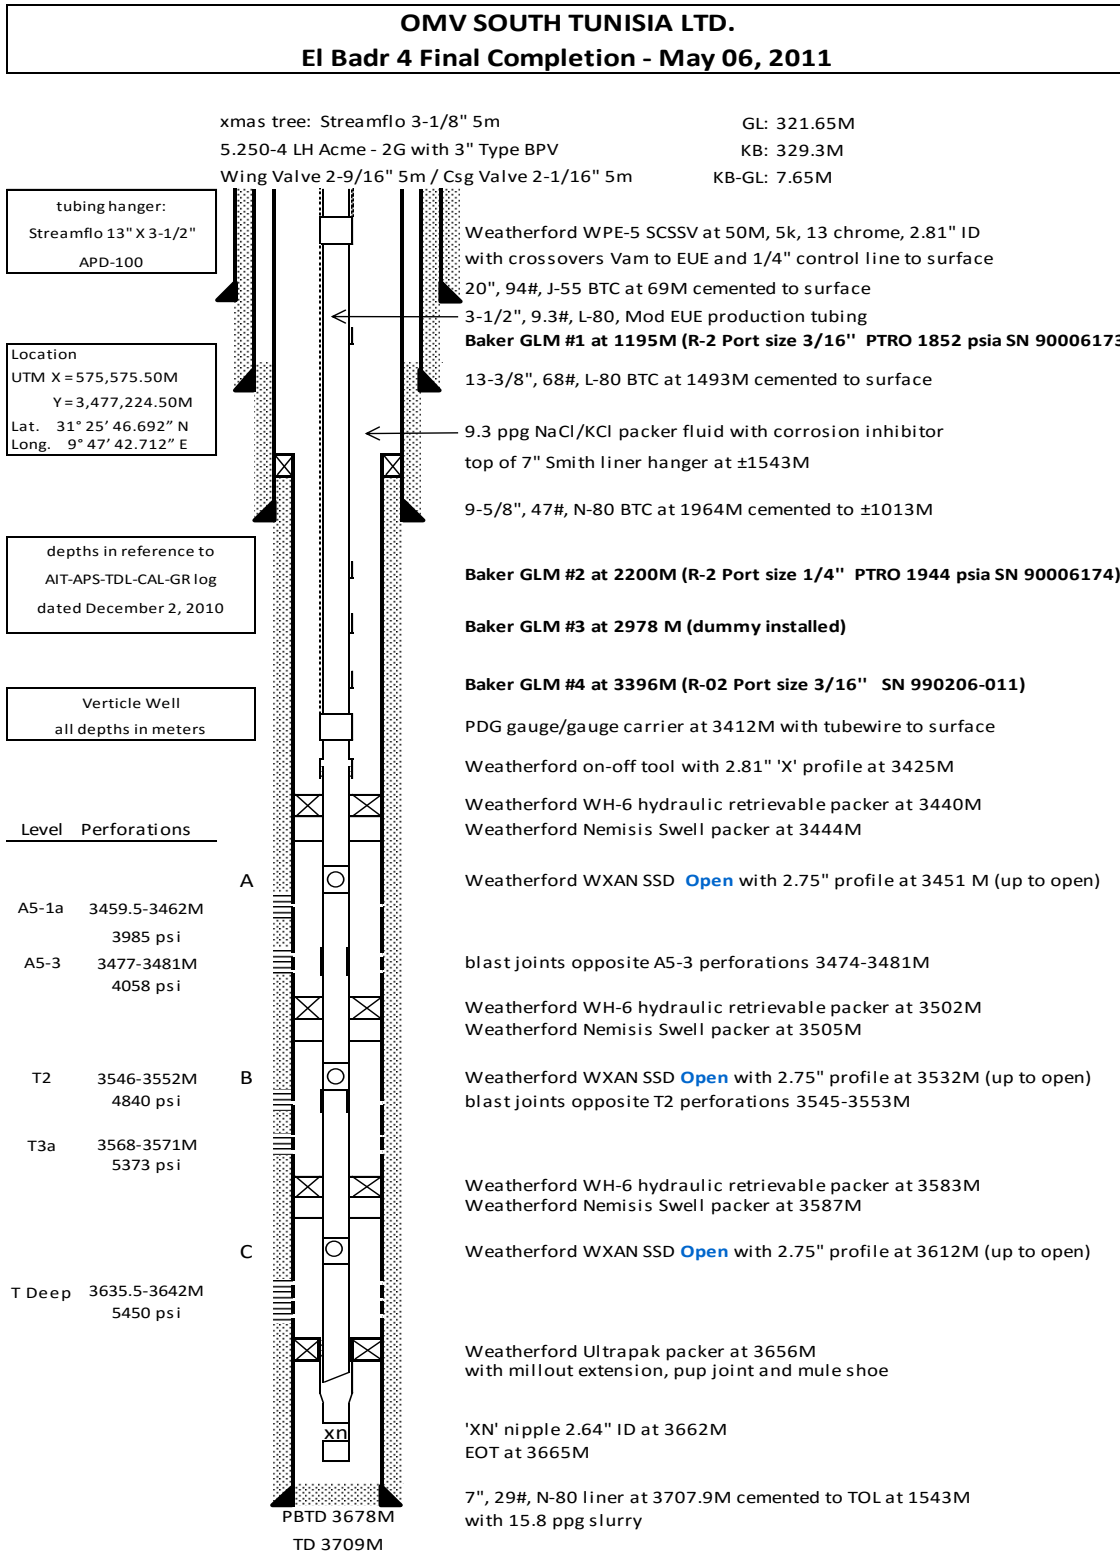 OMV SOUTH TUNISIA LTD.
El Badr 4 Final Completion - May 06, 2011
xmas tree: Streamflo 3-1/8" 5m
GL: 321.65M
5.250-4 LH Acme - 2G with 3" Type BPV
KB: 329.3M
Wing Valve 2-9/16" 5m / Csg Valve 2-1/16" 5m
KB-GL: 7.65M
tubing hanger:
Streamflo 13" X 3-1/2"
APD-100
Weatherford WPE-5 SCSSV at 50M, 5k, 13 chrome, 2.81" ID
with crossovers Vam to EUE and 1/4" control line to surface
20", 94#, J-55 BTC at 69M cemented to surface
3-1/2", 9.3#, L-80, Mod EUE production tubing
Baker GLM #1 at 1195M (R-2 Port size 3/16'' PTRO 1852 psia SN 90006173
Location
UTM X = 575,575.50M
Y = 3,477,224.50M
Lat. 31° 25′ 46.692″ N
Long. 9° 47′ 42.712″ E
13-3/8", 68#, L-80 BTC at 1493M cemented to surface
9.3 ppg NaCl/KCl packer fluid with corrosion inhibitor
top of 7" Smith liner hanger at ±1543M
9-5/8", 47#, N-80 BTC at 1964M cemented to ±1013M
depths in reference to
AIT-APS-TDL-CAL-GR log
dated December 2, 2010
Baker GLM #2 at 2200M (R-2 Port size 1/4'' PTRO 1944 psia SN 90006174)
Baker GLM #3 at 2978 M (dummy installed)
Baker GLM #4 at 3396M (R-02 Port size 3/16'' SN 990206-011)
Verticle Well
all depths in meters
PDG gauge/gauge carrier at 3412M with tubewire to surface
Weatherford on-off tool with 2.81" 'X' profile at 3425M
Weatherford WH-6 hydraulic retrievable packer at 3440M
Weatherford Nemisis Swell packer at 3444M
Level Perforations
A
Weatherford WXAN SSD Open with 2.75" profile at 3451 M (up to open)
A5-1a 3459.5-3462M
3985 psi
A5-3 3477-3481M
4058 psi
blast joints opposite A5-3 perforations 3474-3481M
Weatherford WH-6 hydraulic retrievable packer at 3502M
Weatherford Nemisis Swell packer at 3505M
T2 3546-3552M
4840 psi
B
Weatherford WXAN SSD Open with 2.75" profile at 3532M (up to open)
blast joints opposite T2 perforations 3545-3553M
T3a 3568-3571M
5373 psi
Weatherford WH-6 hydraulic retrievable packer at 3583M
Weatherford Nemisis Swell packer at 3587M
C
Weatherford WXAN SSD Open with 2.75" profile at 3612M (up to open)
T Deep 3635.5-3642M
5450 psi
Weatherford Ultrapak packer at 3656M
with millout extension, pup joint and mule shoe
xn
'XN' nipple 2.64" ID at 3662M
EOT at 3665M
7", 29#, N-80 liner at 3707.9M cemented to TOL at 1543M
with 15.8 ppg slurry
PBTD 3678M
TD 3709M